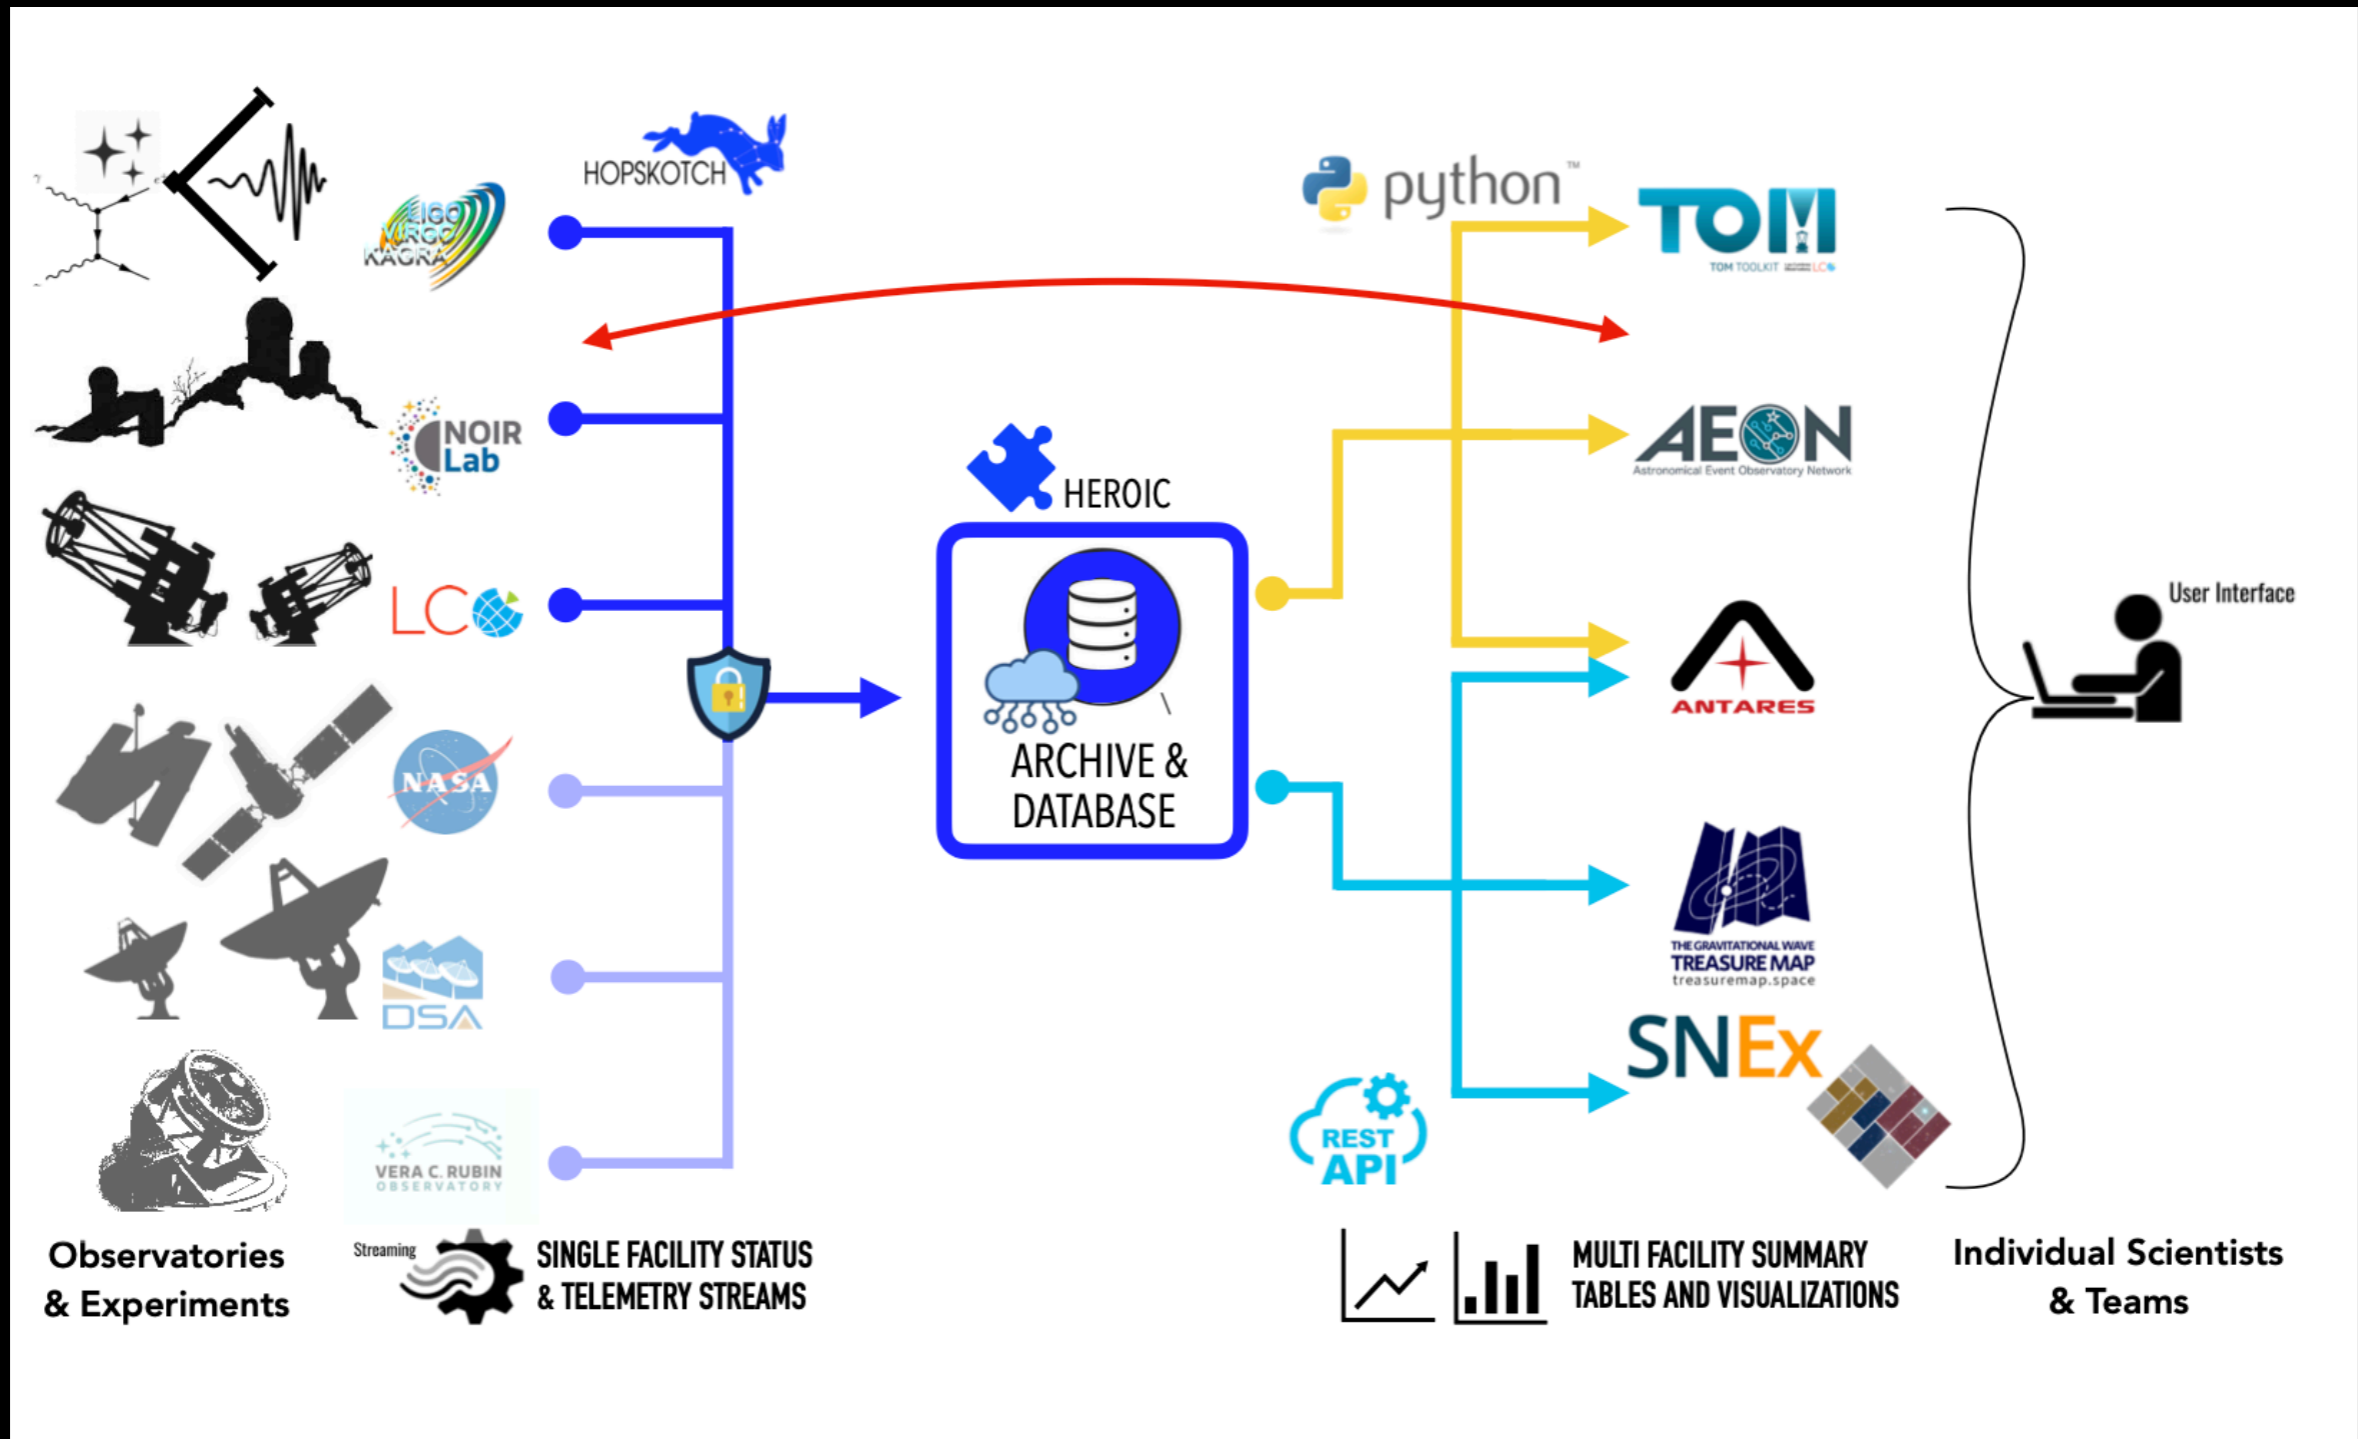 HOPSKOTCH
LIGO
VIRGO
KAGRA
NOIR
Lab
LCO
NASA
DSA
VERA C. RUBIN
OBSERVATORY
Observatories
& Experiments
Streaming
SINGLE FACILITY STATUS
& TELEMETRY STREAMS
HEROIC
\
ARCHIVE &
DATABASE
python™
TOM
TOM TOOLKIT
LCO
AEON
Astronomical Event Observatory Network
ANTARES
THE GRAVITATIONAL WAVE
TREASURE MAP
treasuremap.space
SNEx
REST
API
MULTI FACILITY SUMMARY
TABLES AND VISUALIZATIONS
User Interface
Individual Scientists
& Teams